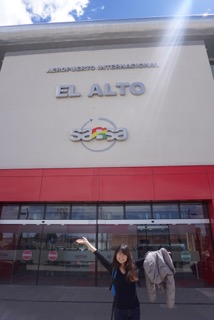 AEROPUERTO INTERNACIONAL
EL ALTO
sabsa